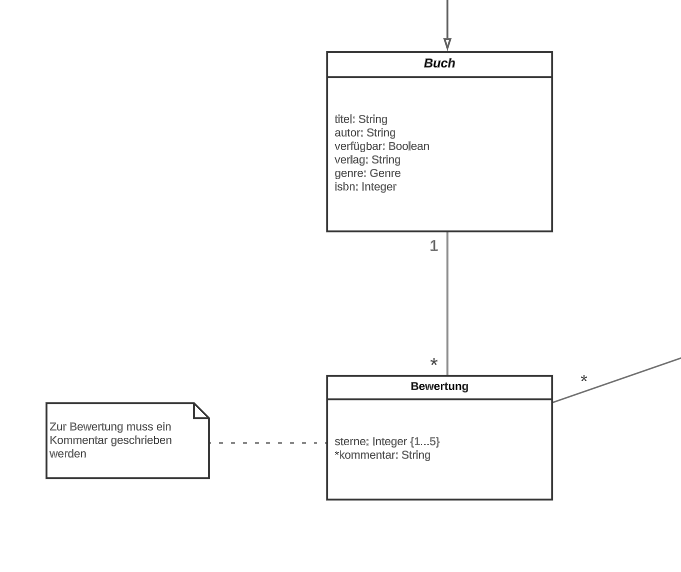 Buch
titel: String
autor: String
verfügbar: Boolean
verlag: String
genre: Genre
isbn: Integer
1
*
*
Bewertung
sterne: Integer {1...5}
*kommentar: String
Zur Bewertung muss ein
Kommentar geschrieben
werden